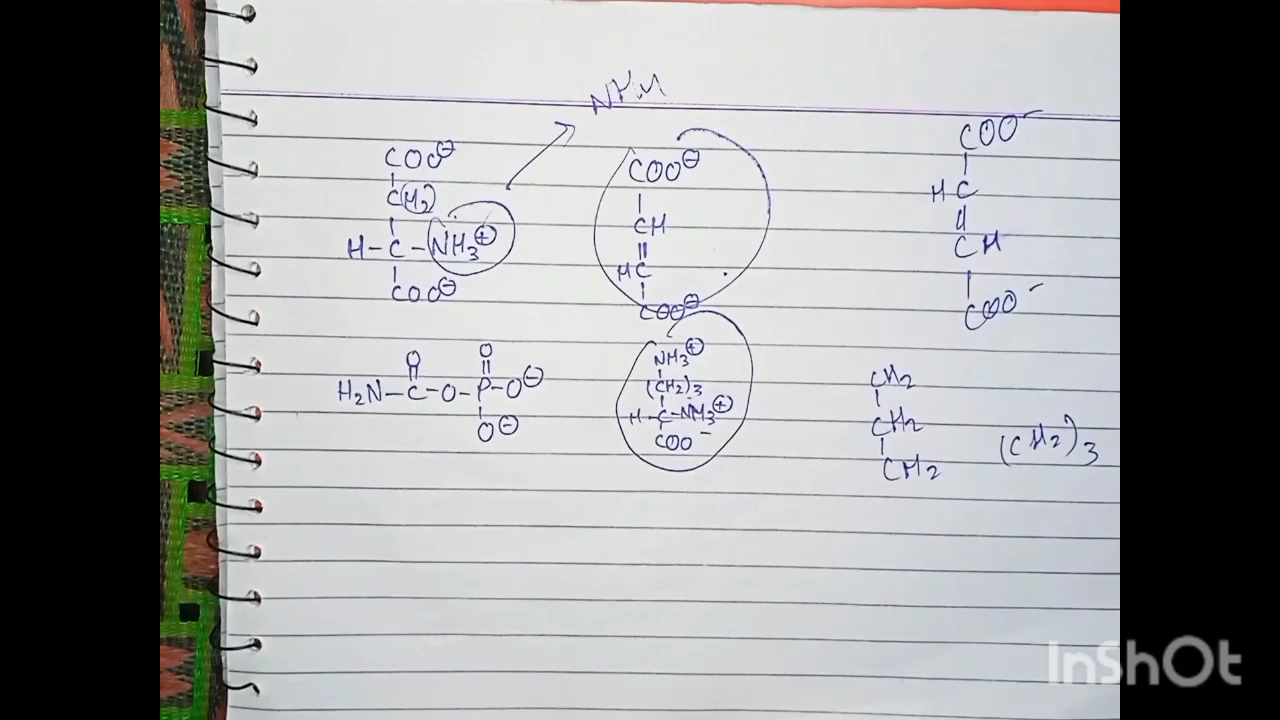 COO⊖
CH2
H-C-NH3⊕
COO⊖
COO⊖
CH
||
HC
COO⊖
COO-
HC
||
CH
COO-
O O
|| ||
H2N-C-O-P-O⊖
O⊖
NH3⊕
(CH2)3
H-C-NH3⊕
COO-
CH2
CH2
CH2
(CH2)3
InShOt